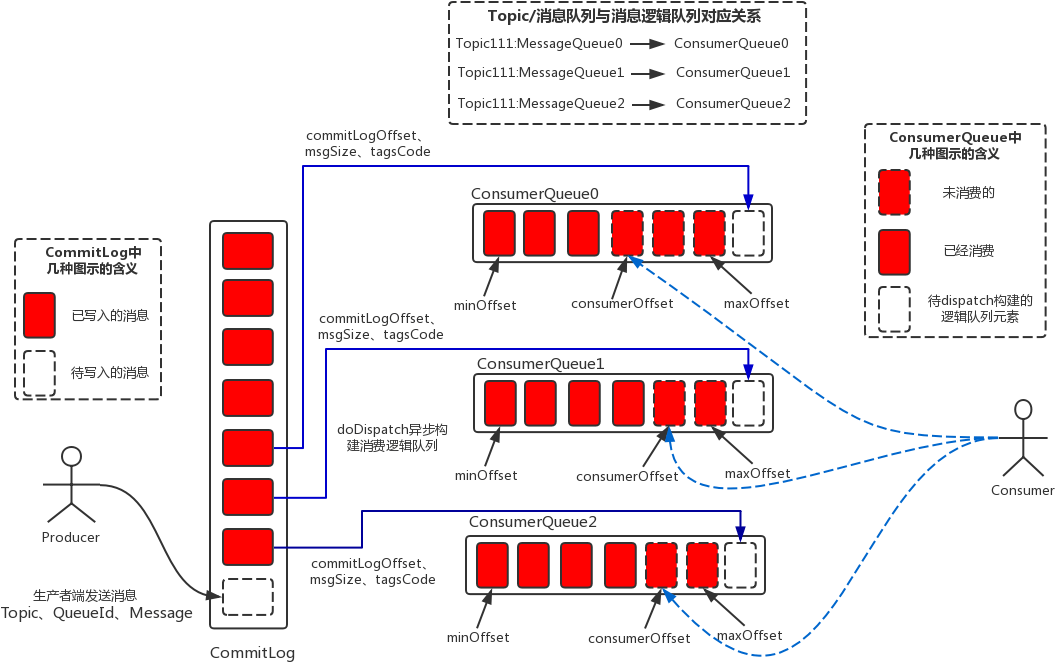 Topic/消息队列与消息逻辑队列对应关系
Topic111:MessageQueue0 ConsumerQueue0
Topic111:MessageQueue1 ConsumerQueue1
Topic111:MessageQueue2 ConsumerQueue2
commitLogOffset、
msgSize、tagsCode
ConsumerQueue中
几种图示的含义
未消费的
已经消费
待dispatch构建的
逻辑队列元素
ConsumerQueue0
minOffset
consumerOffset
maxOffset
CommitLog中
几种图示的含义
已写入的消息
待写入的消息
commitLogOffset、
msgSize、tagsCode
ConsumerQueue1
doDispatch异步构
建消费逻辑队列
minOffset
consumerOffset
maxOffset
Consumer
Producer
ConsumerQueue2
commitLogOffset、
msgSize、tagsCode
minOffset
consumerOffset
maxOffset
生产者端发送消息
Topic、QueueId、Message
CommitLog